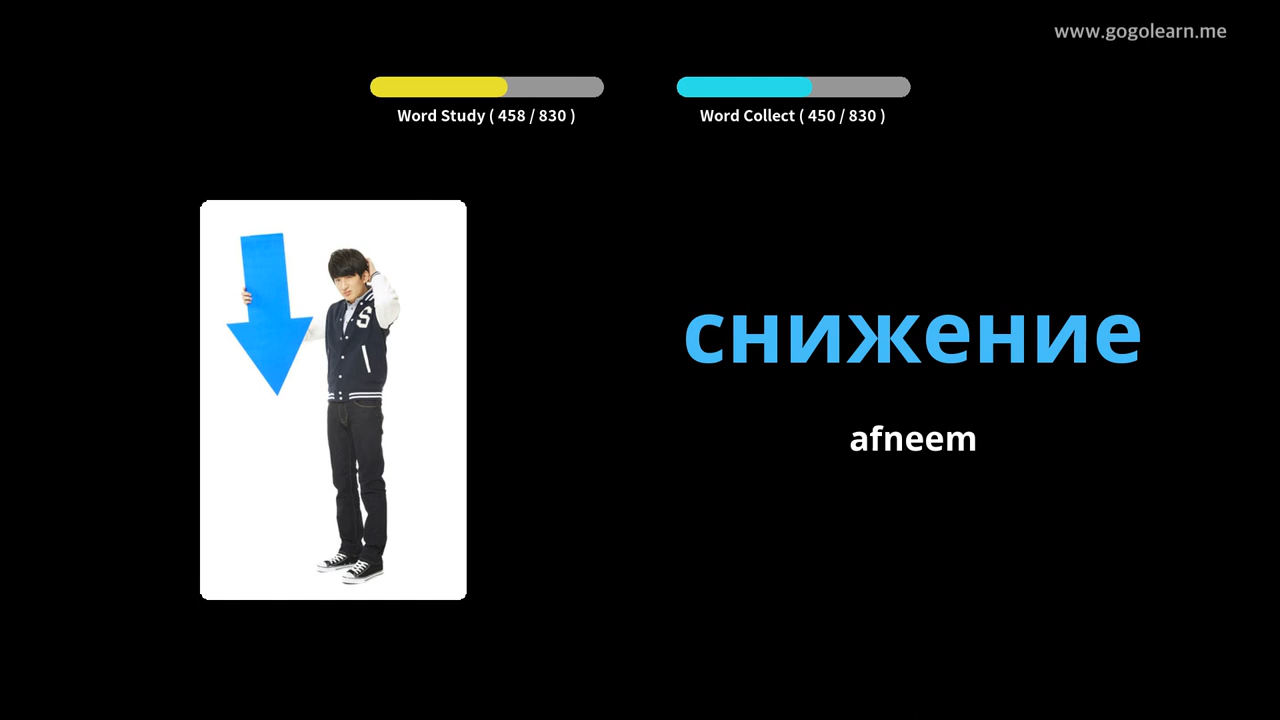 www.gogolearn.me
Word Study ( 458 / 830 )
Word Collect ( 450 / 830 )
S
снижение
afneem